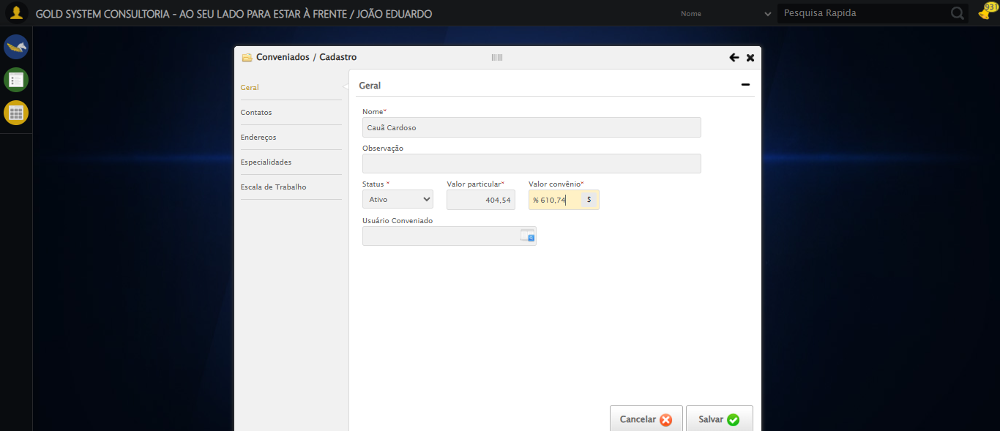 GOLD SYSTEM CONSULTORIA - AO SEU LADO PARA ESTAR À FRENTE / JOÃO EDUARDO
Nome
Pesquisa Rapida
931
Conveniados / Cadastro
Geral
Contatos
Endereços
Especialidades
Escala de Trabalho
Geral
Nome*
Cauã Cardoso
Observação
Status * Valor particular* Valor convênio*
Ativo 404,54 % 610,74 $
Usuário Conveniado
Cancelar Salvar